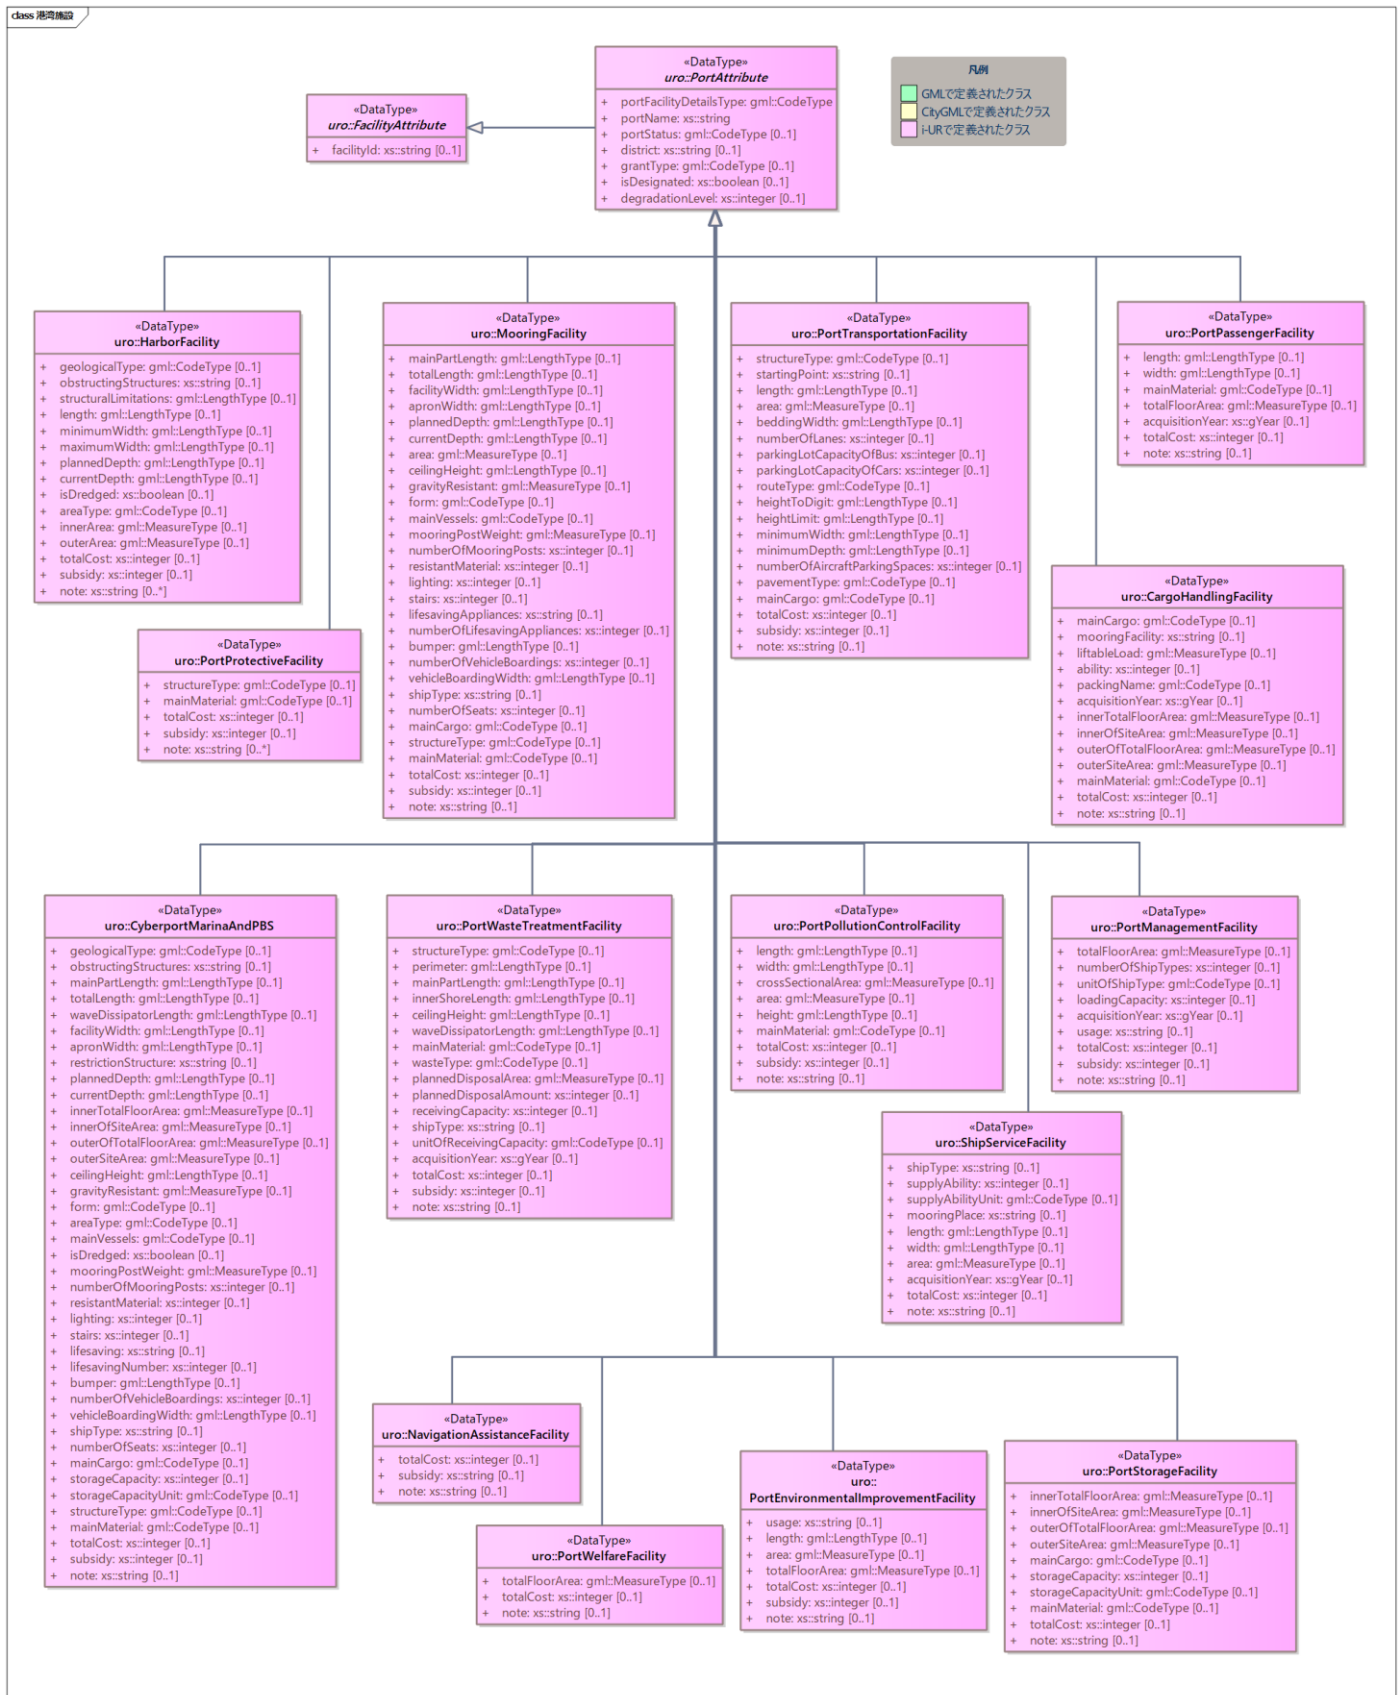 class 港湾施設
«DataType»
uro::PortAttribute
+ portFacilityDetailsType: gml::CodeType
+ portName: xs::string
+ portStatus: gml::CodeType [0..1]
+ district: xs::string [0..1]
+ grantType: gml::CodeType [0..1]
+ isDesignated: xs::boolean [0..1]
+ degradationLevel: xs::integer [0..1]
凡例
GMLで定義されたクラス
CityGMLで定義されたクラス
i-URで定義されたクラス
«DataType»
uro::FacilityAttribute
+ facilityId: xs::string [0..1]
«DataType»
uro::HarborFacility
+ geologicalType: gml::CodeType [0..1]
+ obstructingStructures: xs::string [0..1]
+ structuralLimitations: gml::LengthType [0..1]
+ length: gml::LengthType [0..1]
+ minimumWidth: gml::LengthType [0..1]
+ maximumWidth: gml::LengthType [0..1]
+ plannedDepth: gml::LengthType [0..1]
+ currentDepth: gml::LengthType [0..1]
+ isDredged: xs::boolean [0..1]
+ areaType: gml::CodeType [0..1]
+ innerArea: gml::MeasureType [0..1]
+ outerArea: gml::MeasureType [0..1]
+ totalCost: xs::integer [0..1]
+ subsidy: xs::integer [0..1]
+ note: xs::string [0..*]
«DataType»
uro::MooringFacility
+ mainPartLength: gml::LengthType [0..1]
+ totalLength: gml::LengthType [0..1]
+ facilityWidth: gml::LengthType [0..1]
+ apronWidth: gml::LengthType [0..1]
+ plannedDepth: gml::LengthType [0..1]
+ currentDepth: gml::LengthType [0..1]
+ area: gml::MeasureType [0..1]
+ ceilingHeight: gml::LengthType [0..1]
+ gravityResistant: gml::MeasureType [0..1]
+ form: gml::CodeType [0..1]
+ mainVessels: gml::CodeType [0..1]
+ mooringPostWeight: gml::MeasureType [0..1]
+ numberOfMooringPosts: xs::integer [0..1]
+ resistantMaterial: xs::integer [0..1]
+ lighting: xs::integer [0..1]
+ stairs: xs::integer [0..1]
+ lifesavingAppliances: xs::string [0..1]
+ numberOfLifesavingAppliances: xs::integer [0..1]
+ bumper: gml::LengthType [0..1]
+ numberOfVehicleBoardings: xs::integer [0..1]
+ vehicleBoardingWidth: gml::LengthType [0..1]
+ shipType: xs::string [0..1]
+ numberOfSeats: xs::integer [0..1]
+ mainCargo: gml::CodeType [0..1]
+ structureType: gml::CodeType [0..1]
+ mainMaterial: gml::CodeType [0..1]
+ totalCost: xs::integer [0..1]
+ subsidy: xs::integer [0..1]
+ note: xs::string [0..1]
«DataType»
uro::PortTransportationFacility
+ structureType: gml::CodeType [0..1]
+ startingPoint: xs::string [0..1]
+ length: gml::LengthType [0..1]
+ area: gml::MeasureType [0..1]
+ beddingWidth: gml::LengthType [0..1]
+ numberOfLanes: xs::integer [0..1]
+ parkingLotCapacityOfBus: xs::integer [0..1]
+ parkingLotCapacityOfCars: xs::integer [0..1]
+ routeType: gml::CodeType [0..1]
+ heightToDigit: gml::LengthType [0..1]
+ heightLimit: gml::LengthType [0..1]
+ minimumWidth: gml::LengthType [0..1]
+ minimumDepth: gml::LengthType [0..1]
+ numberOfAircraftParkingSpaces: xs::integer [0..1]
+ pavementType: gml::CodeType [0..1]
+ mainCargo: gml::CodeType [0..1]
+ totalCost: xs::integer [0..1]
+ subsidy: xs::integer [0..1]
+ note: xs::string [0..1]
«DataType»
uro::PortPassengerFacility
+ length: gml::LengthType [0..1]
+ width: gml::LengthType [0..1]
+ mainMaterial: gml::CodeType [0..1]
+ totalFloorArea: gml::MeasureType [0..1]
+ acquisitionYear: xs::gYear [0..1]
+ totalCost: xs::integer [0..1]
+ note: xs::string [0..1]
«DataType»
uro::PortProtectiveFacility
+ structureType: gml::CodeType [0..1]
+ mainMaterial: gml::CodeType [0..1]
+ totalCost: xs::integer [0..1]
+ subsidy: xs::integer [0..1]
+ note: xs::string [0..*]
«DataType»
uro::CargoHandlingFacility
+ mainCargo: gml::CodeType [0..1]
+ mooringFacility: xs::string [0..1]
+ liftableLoad: gml::MeasureType [0..1]
+ ability: xs::integer [0..1]
+ packingName: gml::CodeType [0..1]
+ acquisitionYear: xs::gYear [0..1]
+ innerTotalFloorArea: gml::MeasureType [0..1]
+ innerOfSiteArea: gml::MeasureType [0..1]
+ outerOfTotalFloorArea: gml::MeasureType [0..1]
+ outerSiteArea: gml::MeasureType [0..1]
+ mainMaterial: gml::CodeType [0..1]
+ totalCost: xs::integer [0..1]
+ note: xs::string [0..1]
«DataType»
uro::CyberportMarinaAndPBS
+ geologicalType: gml::CodeType [0..1]
+ obstructingStructures: xs::string [0..1]
+ mainPartLength: gml::LengthType [0..1]
+ totalLength: gml::LengthType [0..1]
+ waveDissipatorLength: gml::LengthType [0..1]
+ facilityWidth: gml::LengthType [0..1]
+ apronWidth: gml::LengthType [0..1]
+ restrictionStructure: xs::string [0..1]
+ plannedDepth: gml::LengthType [0..1]
+ currentDepth: gml::LengthType [0..1]
+ innerTotalFloorArea: gml::MeasureType [0..1]
+ innerOfSiteArea: gml::MeasureType [0..1]
+ outerOfTotalFloorArea: gml::MeasureType [0..1]
+ outerSiteArea: gml::MeasureType [0..1]
+ ceilingHeight: gml::LengthType [0..1]
+ gravityResistant: gml::MeasureType [0..1]
+ form: gml::CodeType [0..1]
+ areaType: gml::CodeType [0..1]
+ mainVessels: gml::CodeType [0..1]
+ isDredged: xs::boolean [0..1]
+ mooringPostWeight: gml::MeasureType [0..1]
+ numberOfMooringPosts: xs::integer [0..1]
+ resistantMaterial: xs::integer [0..1]
+ lighting: xs::integer [0..1]
+ stairs: xs::integer [0..1]
+ lifesaving: xs::string [0..1]
+ lifesavingNumber: xs::integer [0..1]
+ bumper: gml::LengthType [0..1]
+ numberOfVehicleBoardings: xs::integer [0..1]
+ vehicleBoardingWidth: gml::LengthType [0..1]
+ shipType: xs::string [0..1]
+ numberOfSeats: xs::integer [0..1]
+ mainCargo: gml::CodeType [0..1]
+ storageCapacity: xs::integer [0..1]
+ storageCapacityUnit: gml::CodeType [0..1]
+ structureType: gml::CodeType [0..1]
+ mainMaterial: gml::CodeType [0..1]
+ totalCost: xs::integer [0..1]
+ subsidy: xs::integer [0..1]
+ note: xs::string [0..1]
«DataType»
uro::PortWasteTreatmentFacility
+ structureType: gml::CodeType [0..1]
+ perimeter: gml::LengthType [0..1]
+ mainPartLength: gml::LengthType [0..1]
+ innerShoreLength: gml::LengthType [0..1]
+ ceilingHeight: gml::LengthType [0..1]
+ waveDissipatorLength: gml::LengthType [0..1]
+ mainMaterial: gml::CodeType [0..1]
+ wasteType: gml::CodeType [0..1]
+ plannedDisposalArea: gml::MeasureType [0..1]
+ plannedDisposalAmount: xs::integer [0..1]
+ receivingCapacity: xs::integer [0..1]
+ shipType: xs::string [0..1]
+ unitOfReceivingCapacity: gml::CodeType [0..1]
+ acquisitionYear: xs::gYear [0..1]
+ totalCost: xs::integer [0..1]
+ subsidy: xs::integer [0..1]
+ note: xs::string [0..1]
«DataType»
uro::PortPollutionControlFacility
+ length: gml::LengthType [0..1]
+ width: gml::LengthType [0..1]
+ crossSectionalArea: gml::MeasureType [0..1]
+ area: gml::MeasureType [0..1]
+ height: gml::LengthType [0..1]
+ mainMaterial: gml::CodeType [0..1]
+ totalCost: xs::integer [0..1]
+ subsidy: xs::integer [0..1]
+ note: xs::string [0..1]
«DataType»
uro::PortManagementFacility
+ totalFloorArea: gml::MeasureType [0..1]
+ numberOfShipTypes: xs::integer [0..1]
+ unitOfShipType: gml::CodeType [0..1]
+ loadingCapacity: xs::integer [0..1]
+ acquisitionYear: xs::gYear [0..1]
+ usage: xs::string [0..1]
+ totalCost: xs::integer [0..1]
+ subsidy: xs::integer [0..1]
+ note: xs::string [0..1]
«DataType»
uro::ShipServiceFacility
+ shipType: xs::string [0..1]
+ supplyAbility: xs::integer [0..1]
+ supplyAbilityUnit: gml::CodeType [0..1]
+ mooringPlace: xs::string [0..1]
+ length: gml::LengthType [0..1]
+ width: gml::LengthType [0..1]
+ area: gml::MeasureType [0..1]
+ acquisitionYear: xs::gYear [0..1]
+ totalCost: xs::integer [0..1]
+ note: xs::string [0..1]
«DataType»
uro::NavigationAssistanceFacility
+ totalCost: xs::integer [0..1]
+ subsidy: xs::string [0..1]
+ note: xs::string [0..1]
«DataType»
uro::PortWelfareFacility
+ totalFloorArea: gml::MeasureType [0..1]
+ totalCost: xs::integer [0..1]
+ note: xs::string [0..1]
«DataType»
uro::
PortEnvironmentalImprovementFacility
+ usage: xs::string [0..1]
+ length: gml::LengthType [0..1]
+ area: gml::MeasureType [0..1]
+ totalFloorArea: gml::MeasureType [0..1]
+ totalCost: xs::integer [0..1]
+ subsidy: xs::integer [0..1]
+ note: xs::string [0..1]
«DataType»
uro::PortStorageFacility
+ innerTotalFloorArea: gml::MeasureType [0..1]
+ innerOfSiteArea: gml::MeasureType [0..1]
+ outerOfTotalFloorArea: gml::MeasureType [0..1]
+ outerSiteArea: gml::MeasureType [0..1]
+ mainCargo: gml::CodeType [0..1]
+ storageCapacity: xs::integer [0..1]
+ storageCapacityUnit: gml::CodeType [0..1]
+ mainMaterial: gml::CodeType [0..1]
+ totalCost: xs::integer [0..1]
+ note: xs::string [0..1]